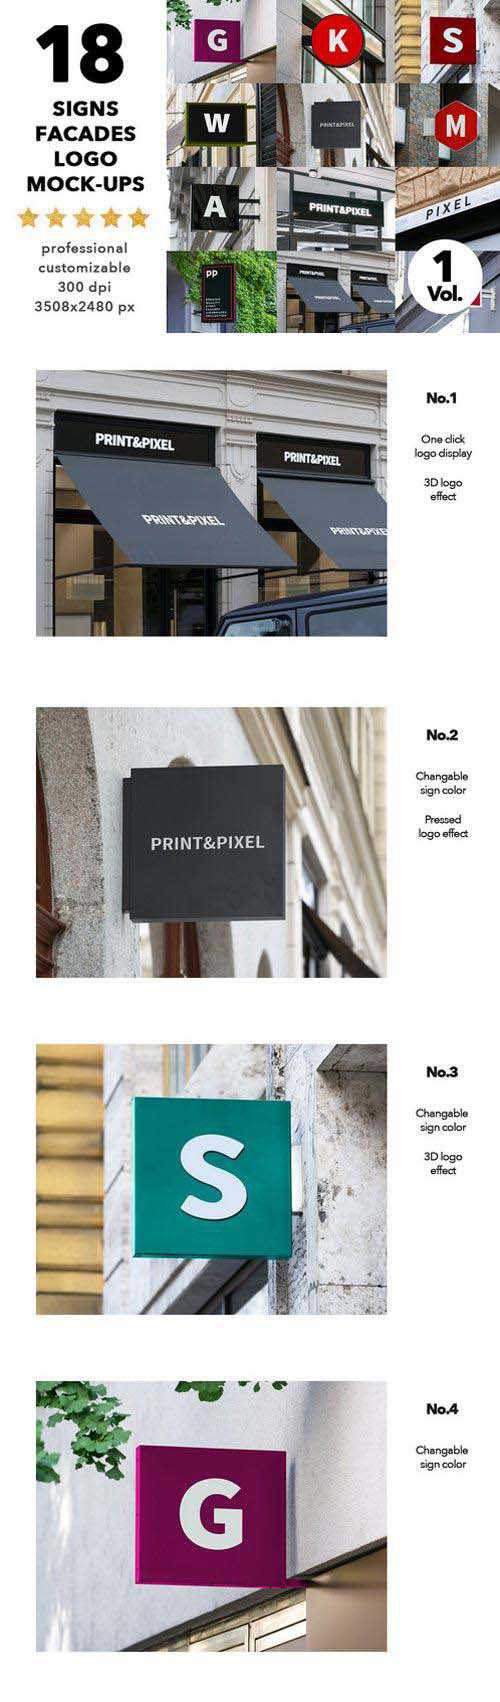 18
SIGNS
FACADES
LOGO
MOCK-UPS
professional
customizable
300 dpi
3508x2480 px
G
K
S
W
PRINT&PIXEL
M
A
PRINT&PIXEL
PIXEL
PP
PRINT&PIXEL
PRINT&PIXEL
1
Vol.
PRINT&PIXEL
PRINT&PIXEL
PRINT&PIXEL
PRINT&PIXEL
No.1
One click
logo display
3D logo
effect
PRINT&PIXEL
No.2
Changable
sign color
Pressed
logo effect
S
No.3
Changable
sign color
3D logo
effect
G
No.4
Changable
sign color